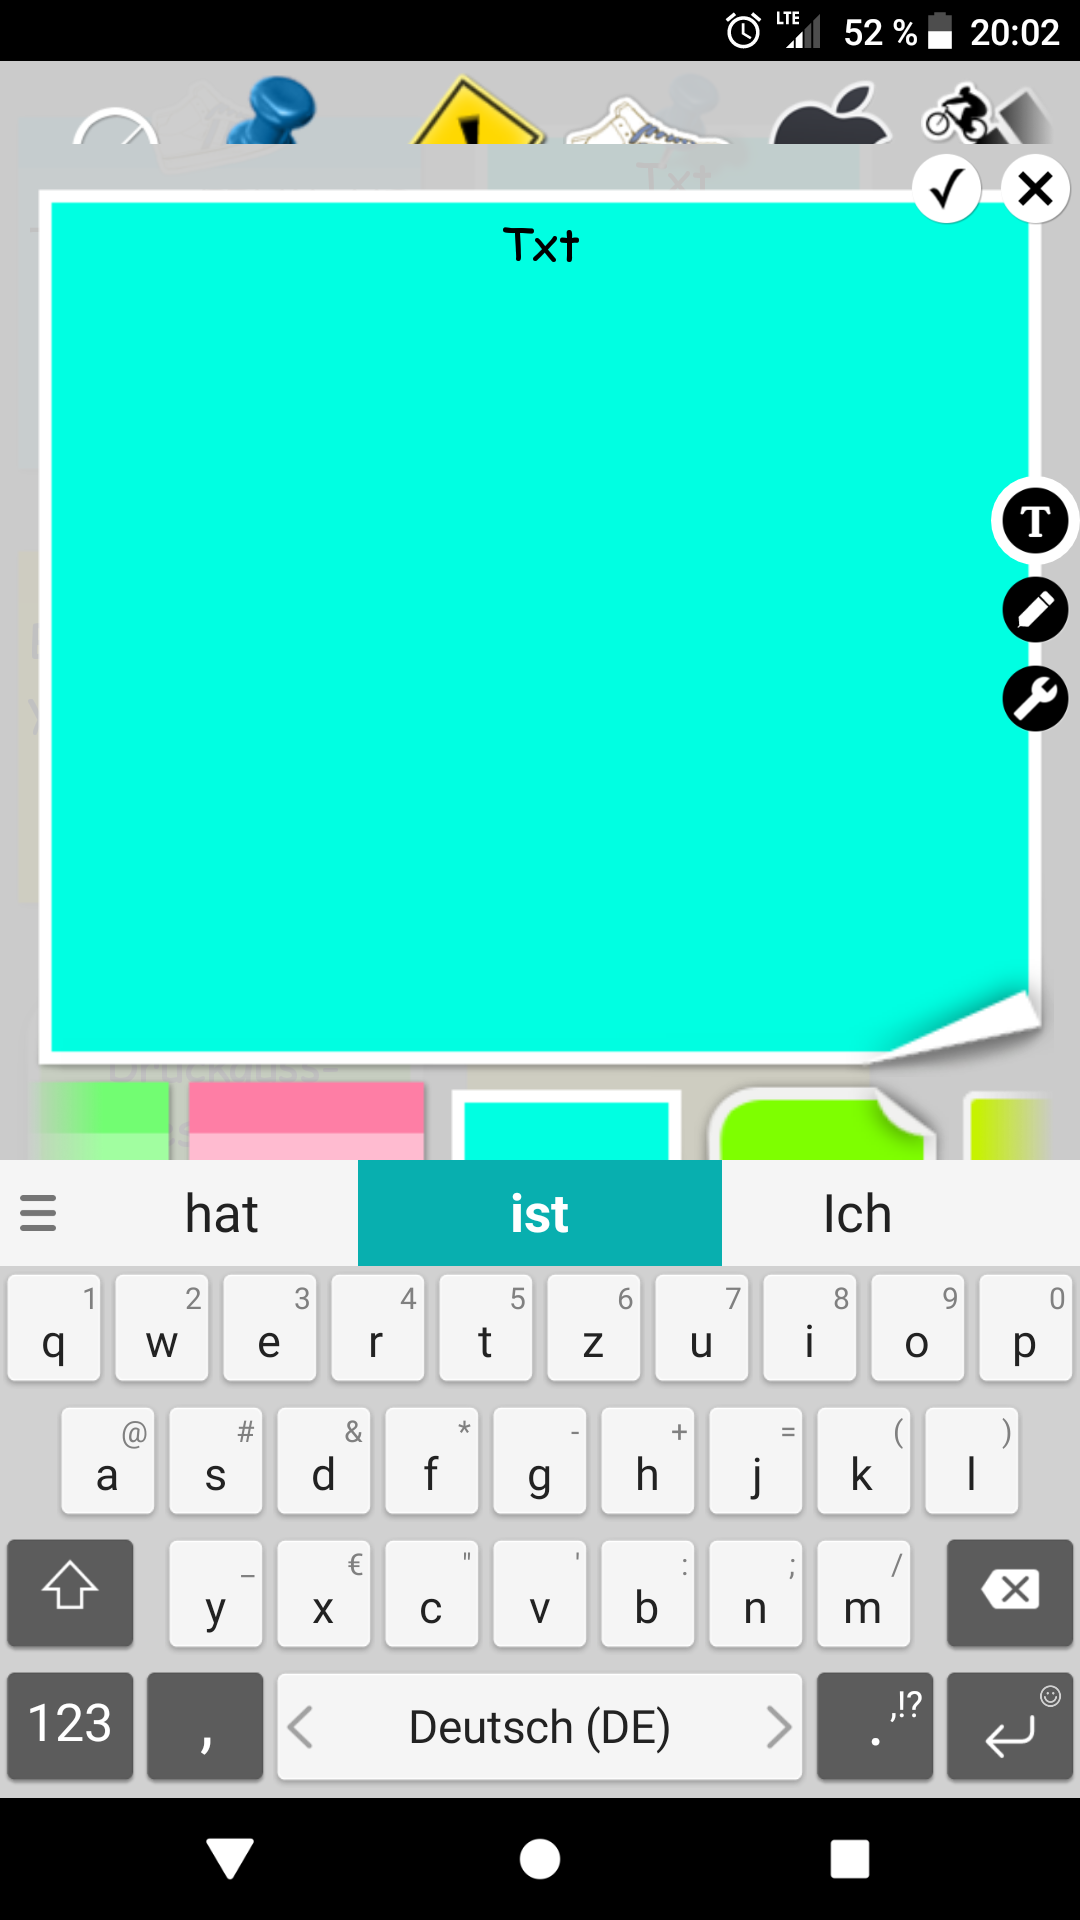 LTE 52 % 20:02
Txt
Txt
hat ist Ich
1 2 3 4 5 6 7 8 9 0
q w e r t z u i o p
@ # & * - + = ( )
a s d f g h j k l
_ € " ' : ; /
y x c v b n m
123 , Deutsch (DE) . ,!?